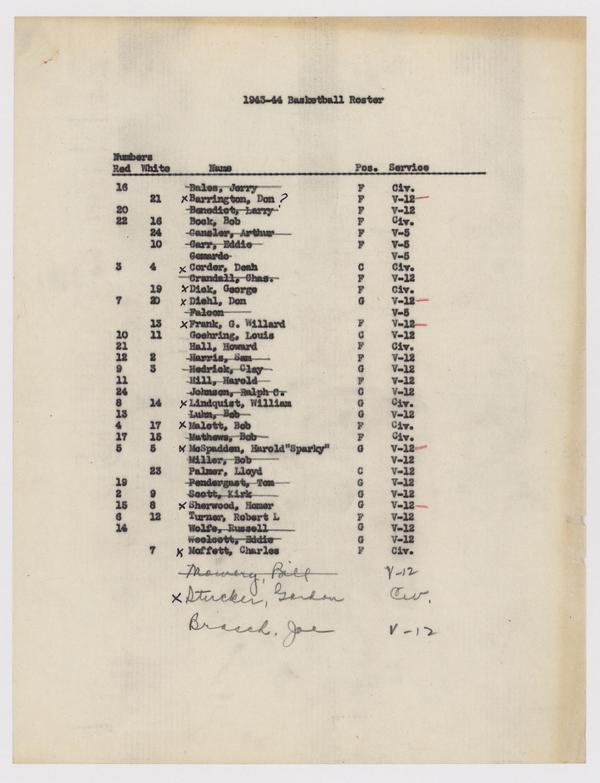 1943-44 Basketball Roster
Numbers
Red White Name Pos. Service
16 Bales, Jerry F Civ.
21 x Barrington, Don ? F V-12
20 Benedict, Larry F V-12
22 16 Bock, Bob F Civ.
24 Gansler, Arthur F V-5
10 Garr, Eddie F V-5
Gemardo V-5
3 4 x Corder, Deah C Civ.
Crandall, Chas. F V-12
19 x Dick, George F Civ.
7 20 x Diehl, Don G V-12
Falcon V-5
13 x Frank, G. Willard F V-12
10 11 Goehring, Louis C V-12
21 Hall, Howard F Civ.
12 2 Harris, Sam F V-12
9 3 Hedrick, Clay G V-12
11 Hill, Harold F V-12
24 Johnson, Ralph C. C V-12
8 14 x Lindquist, William G Civ.
13 Luhn, Bob G V-12
4 17 x Malott, Bob F Civ.
17 15 Mathews, Bob F Civ.
5 5 x McSpadden, Harold"Sparky" G V-12
Miller, Bob V-12
23 Palmer, Lloyd C V-12
19 Pendergast, Tom G V-12
2 9 Scott, Kirk G V-12
15 8 x Sherwood, Homer G V-12
6 12 Turner, Robert L F V-12
14 Wolfe, Russell G V-12
Woolcott, Eddie G V-12
7 x Moffett, Charles F Civ.
Mowery, Bill V-12
x Stucker, Gordon Civ.
Brasch, Joe V-12